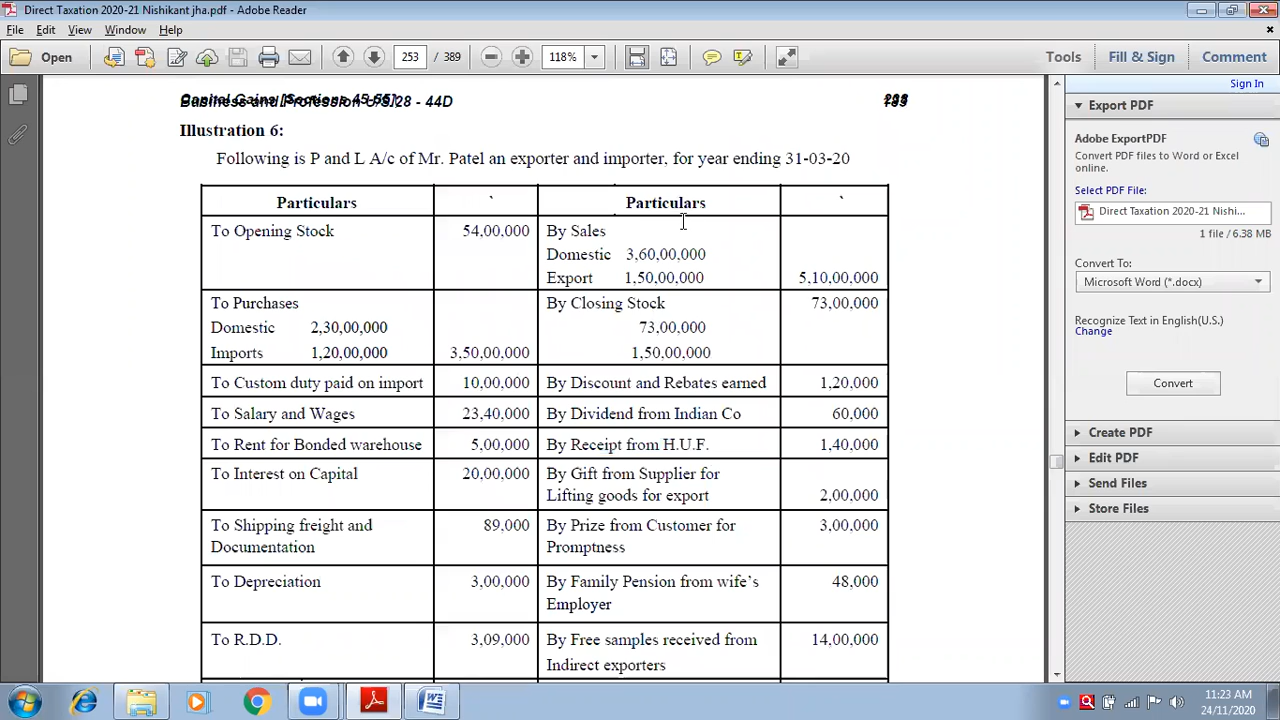 Direct Taxation 2020-21 Nishikant jha.pdf - Adobe Reader
File Edit View Window Help
Open 253 / 389 118% Tools Fill & Sign Comment
Sign In
Business and Profession U/S 28 - 44D
Illustration 6:
Following is P and L A/c of Mr. Patel an exporter and importer, for year ending 31-03-20
Particulars ` Particulars `
To Opening Stock 54,00,000 By Sales
Domestic 3,60,00,000
Export 1,50,00,000 5,10,00,000
To Purchases By Closing Stock 73,00,000
Domestic 2,30,00,000 73.00,000
Imports 1,20,00,000 3,50,00,000 1,50,00,000
To Custom duty paid on import 10,00,000 By Discount and Rebates earned 1,20,000
To Salary and Wages 23,40,000 By Dividend from Indian Co 60,000
To Rent for Bonded warehouse 5,00,000 By Receipt from H.U.F. 1,40,000
To Interest on Capital 20,00,000 By Gift from Supplier for
Lifting goods for export 2,00,000
To Shipping freight and 89,000 By Prize from Customer for 3,00,000
Documentation Promptness
To Depreciation 3,00,000 By Family Pension from wife's 48,000
Employer
To R.D.D. 3,09,000 By Free samples received from 14,00,000
Indirect exporters
Export PDF
Adobe ExportPDF
Convert PDF files to Word or Excel
online.
Select PDF File:
Direct Taxation 2020-21 Nishi...
1 file / 6.38 MB
Convert To:
Microsoft Word (*.docx)
Recognize Text in English(U.S.)
Change
Convert
Create PDF
Edit PDF
Send Files
Store Files
11:23 AM
24/11/2020